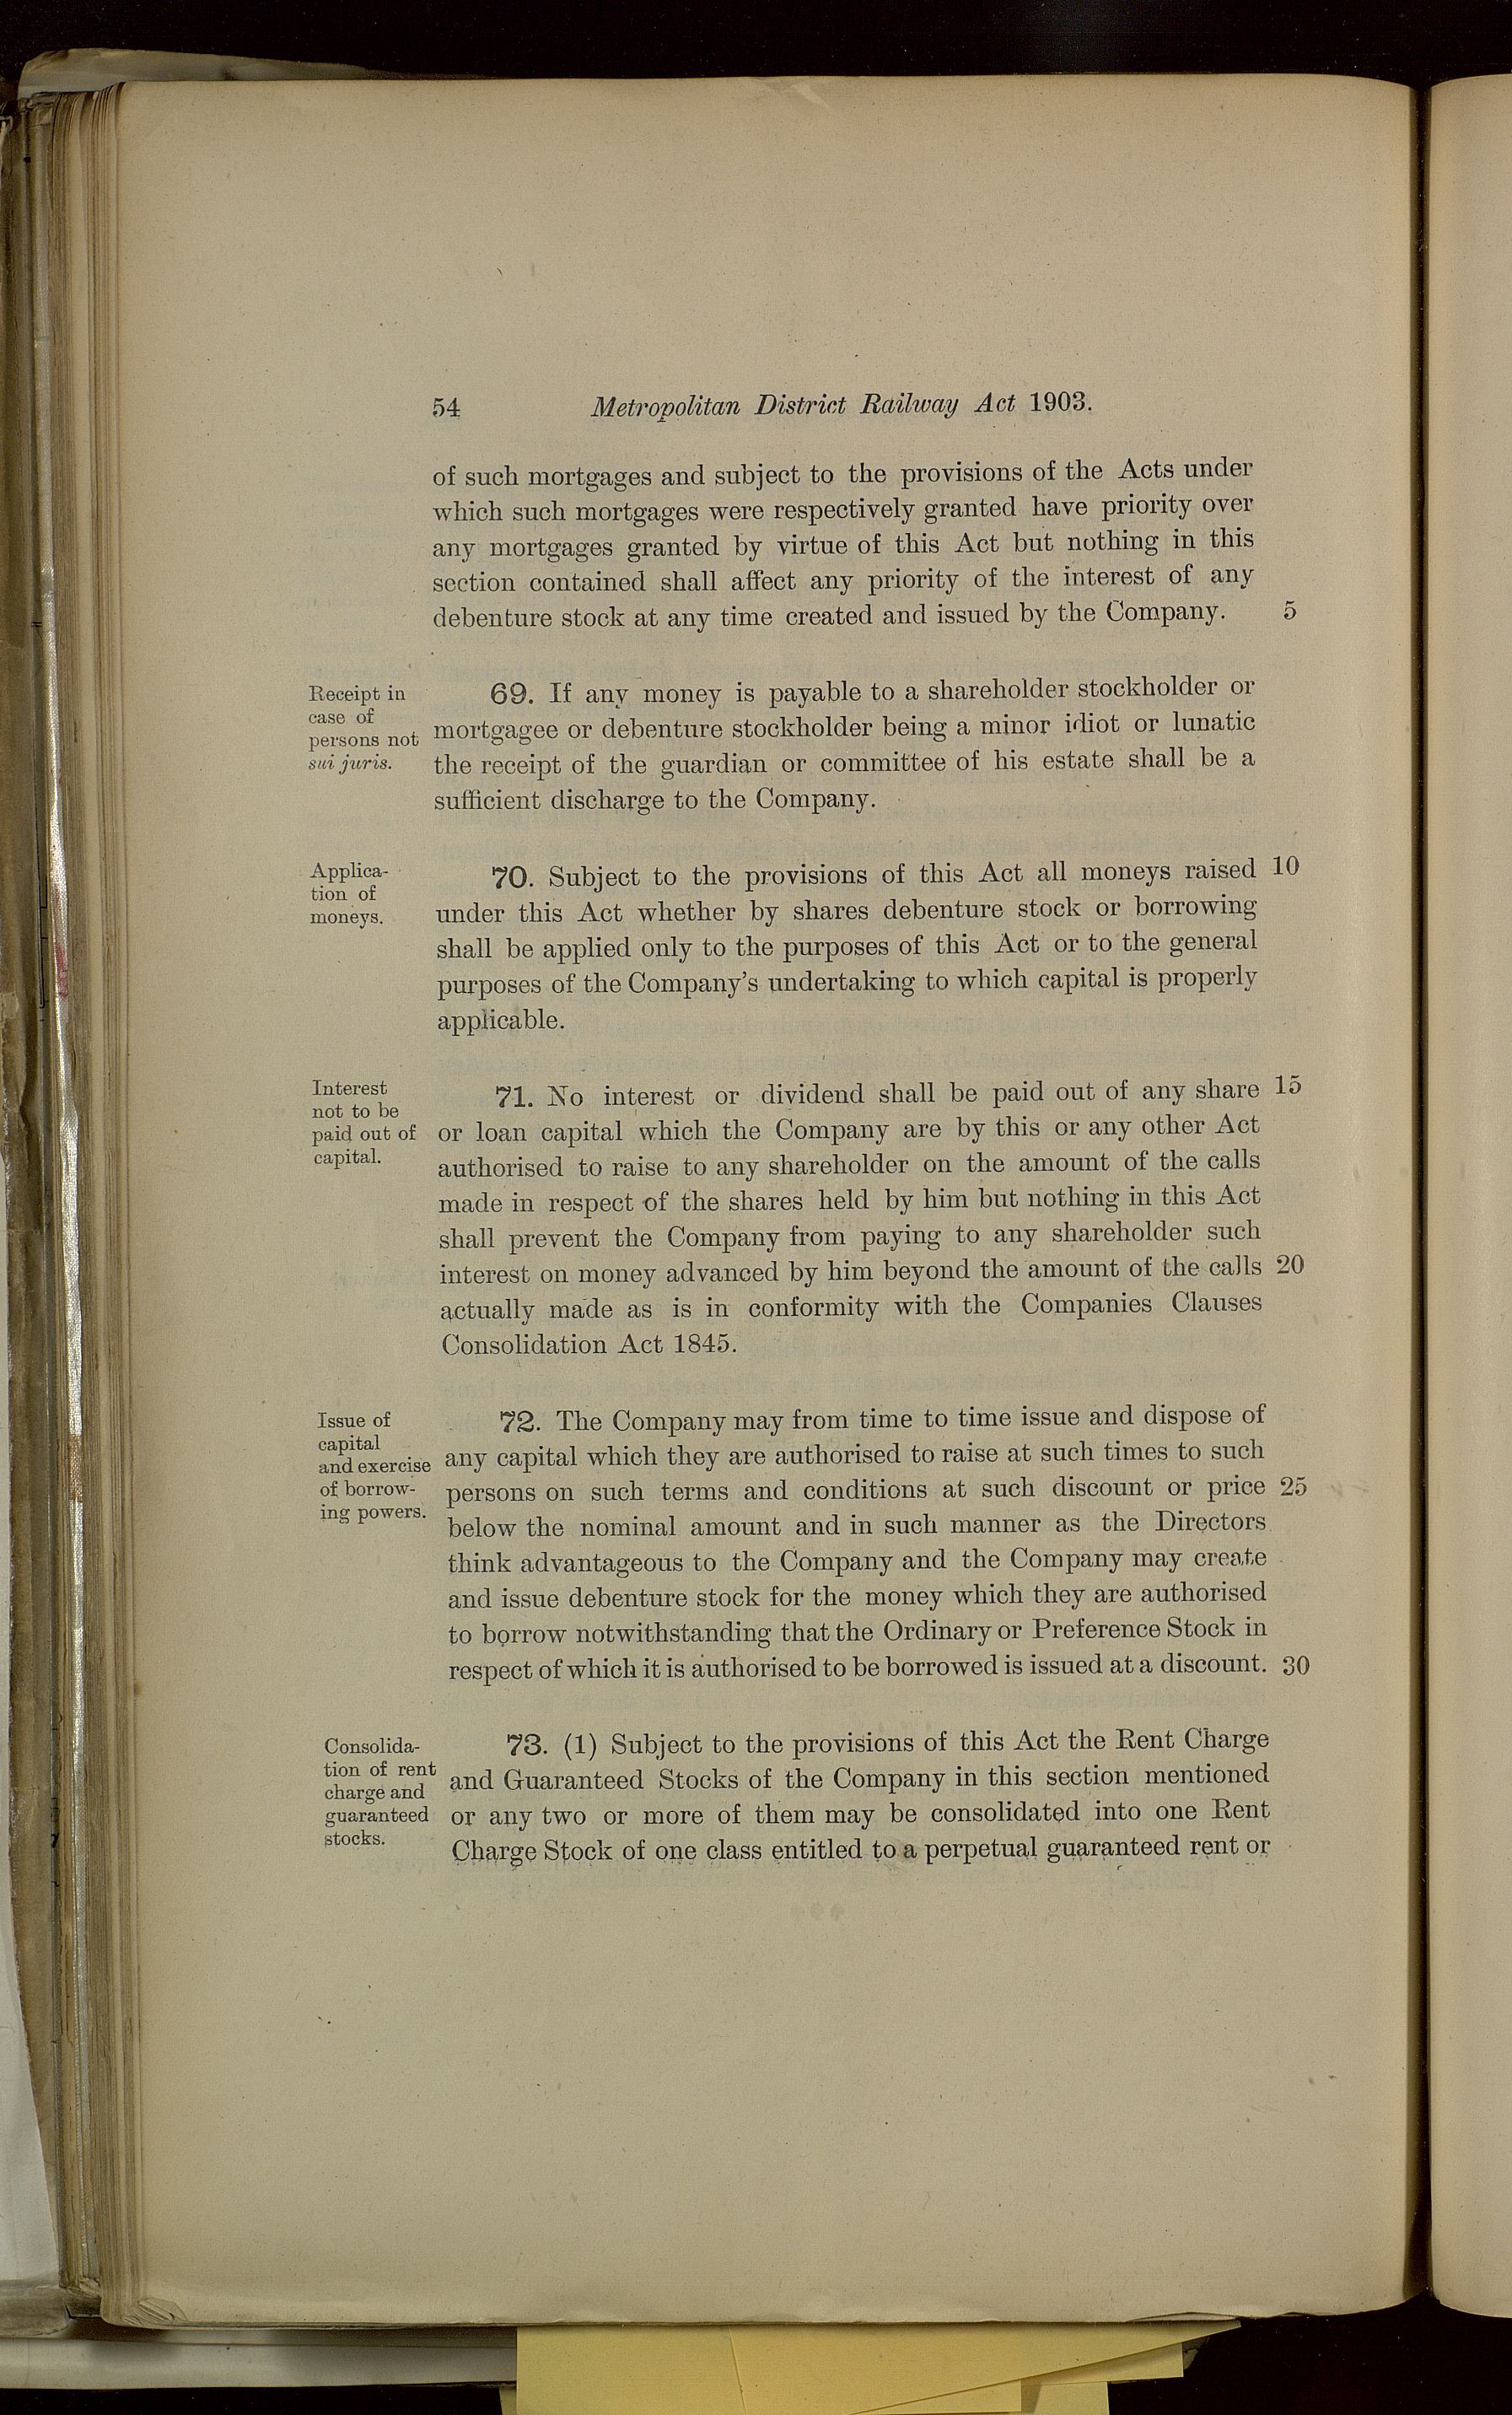 54 Metropolitan District Railway Act 1903.
of such mortgages and subject to the provisions of the Acts under
which such mortgages were respectively granted have priority over
any mortgages granted by virtue of this Act but nothing in this
section contained shall affect any priority of the interest of any
debenture stock at any time created and issued by the Company. 5
Receipt in
case of
persons not
sui juris.
69. If any money is payable to a shareholder stockholder or
mortgagee or debenture stockholder being a minor idiot or lunatic
the receipt of the guardian or committee of his estate shall be a
sufficient discharge to the Company.
Applica-
tion of
moneys.
70. Subject to the provisions of this Act all moneys raised 10
under this Act whether by shares debenture stock or borrowing
shall be applied only to the purposes of this Act or to the general
purposes of the Company's undertaking to which capital is properly
applicable.
Interest
not to be
paid out of
capital.
71. No interest or dividend shall be paid out of any share 15
or loan capital which the Company are by this or any other Act
authorised to raise to any shareholder on the amount of the calls
made in respect of the shares held by him but nothing in this Act
shall prevent the Company from paying to any shareholder such
interest on money advanced by him beyond the amount of the calls 20
actually made as is in conformity with the Companies Clauses
Consolidation Act 1845.
Issue of
capital
and exercise
of borrow-
ing powers.
72. The Company may from time to time issue and dispose of
any capital which they are authorised to raise at such times to such
persons on such terms and conditions at such discount or price 25
below the nominal amount and in such manner as the Directors
think advantageous to the Company and the Company may create
and issue debenture stock for the money which they are authorised
to borrow notwithstanding that the Ordinary or Preference Stock in
respect of which it is authorised to be borrowed is issued at a discount. 30
Consolida-
tion of rent
charge and
guaranteed
stocks.
73. (1) Subject to the provisions of this Act the Rent Charge
and Guaranteed Stocks of the Company in this section mentioned
or any two or more of them may be consolidated into one Rent
Charge Stock of one class entitled to a perpetual guaranteed rent or